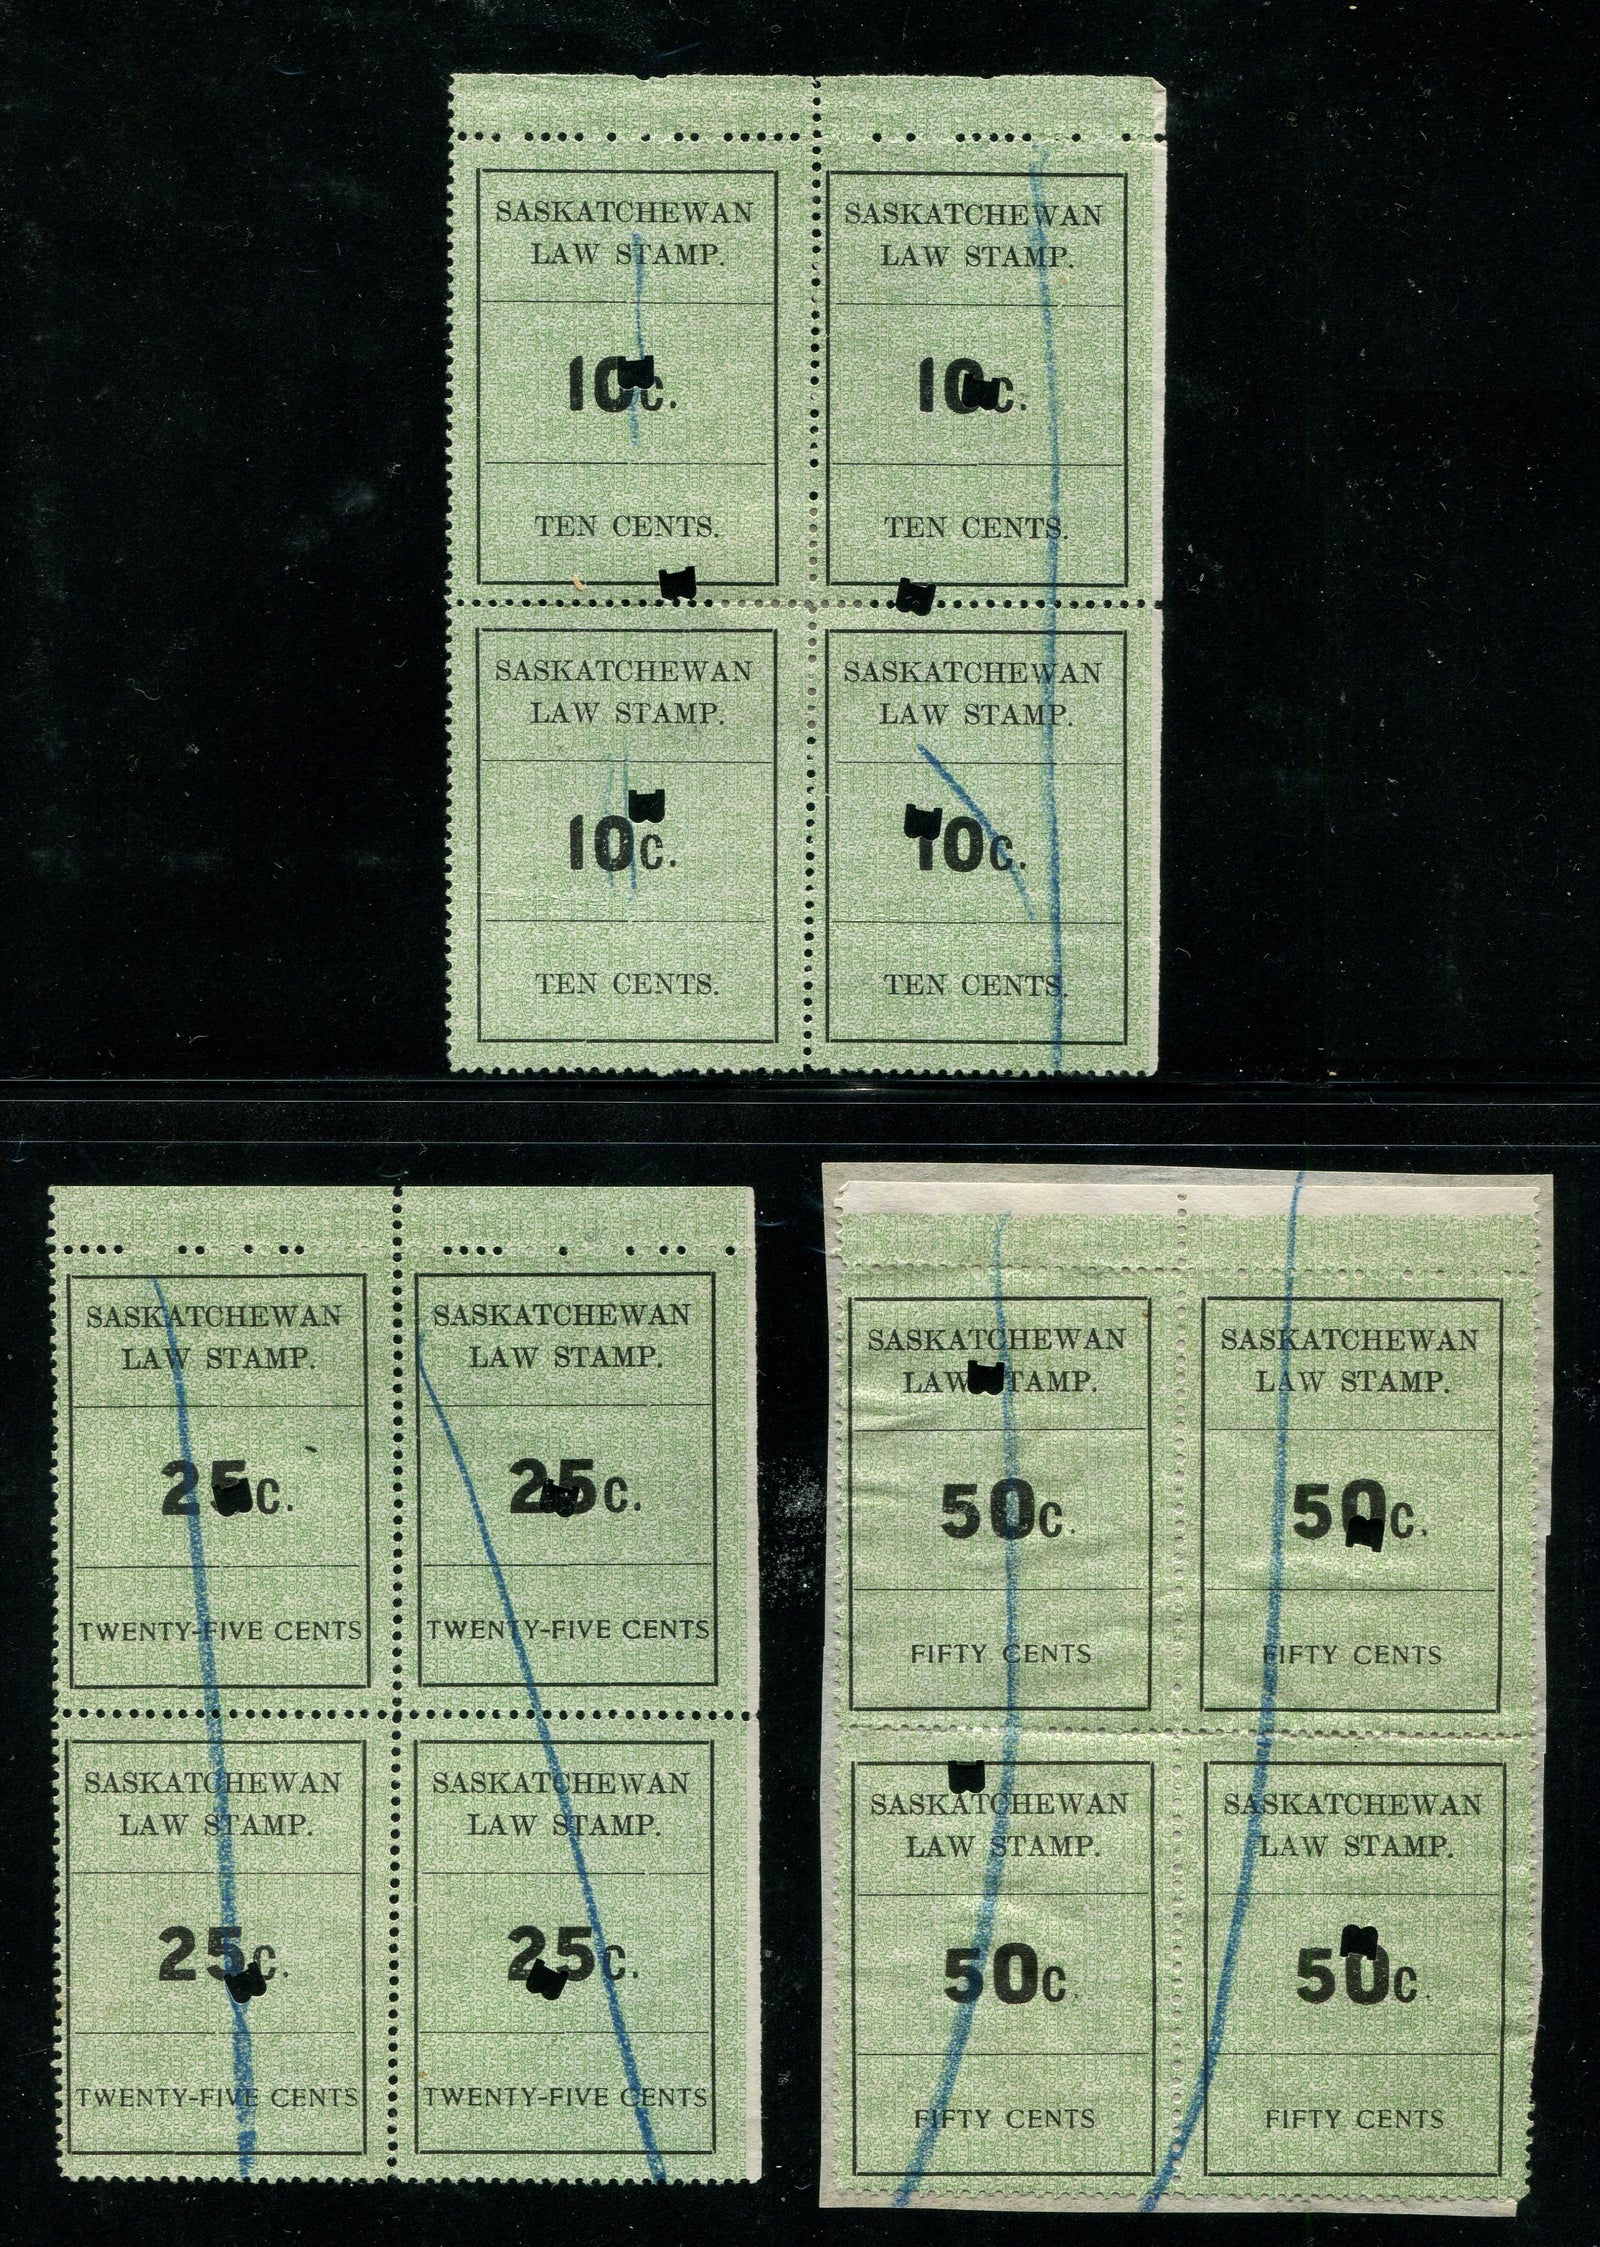 SASKATCHEWAN
LAW STAMP.
10c.
TEN CENTS.
SASKATCHEWAN
LAW STAMP.
10c.
TEN CENTS.
SASKATCHEWAN
LAW STAMP.
10c.
TEN CENTS.
SASKATCHEWAN
LAW STAMP.
10c.
TEN CENTS.
SASKATCHEWAN
LAW STAMP.
25c.
TWENTY-FIVE CENTS
SASKATCHEWAN
LAW STAMP.
25c.
TWENTY-FIVE CENTS
SASKATCHEWAN
LAW STAMP.
25c.
TWENTY-FIVE CENTS
SASKATCHEWAN
LAW STAMP.
25c.
TWENTY-FIVE CENTS
SASKATCHEWAN
LAW STAMP.
50c.
FIFTY CENTS
SASKATCHEWAN
LAW STAMP.
50c.
FIFTY CENTS
SASKATCHEWAN
LAW STAMP.
50c.
FIFTY CENTS
SASKATCHEWAN
LAW STAMP.
50c.
FIFTY CENTS